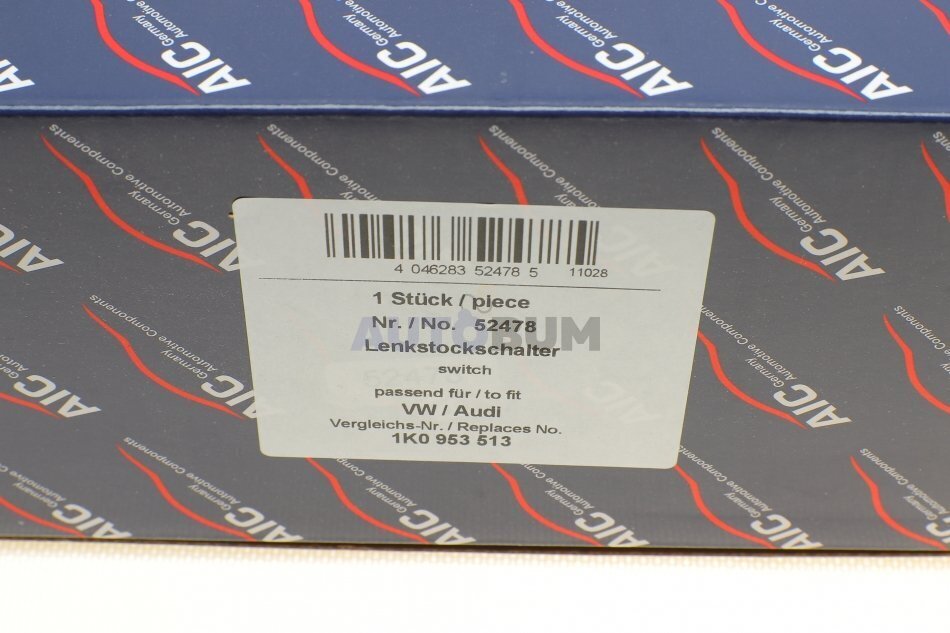 AIC Germany
Automotive Components
4 046283 52478 5 11028
1 Stück / piece
Nr. / No. 52478
AUTOBUM
Lenkstockschalter
switch
passend für / to fit
VW / Audi
Vergleichs-Nr. / Replaces No.
1K0 953 513